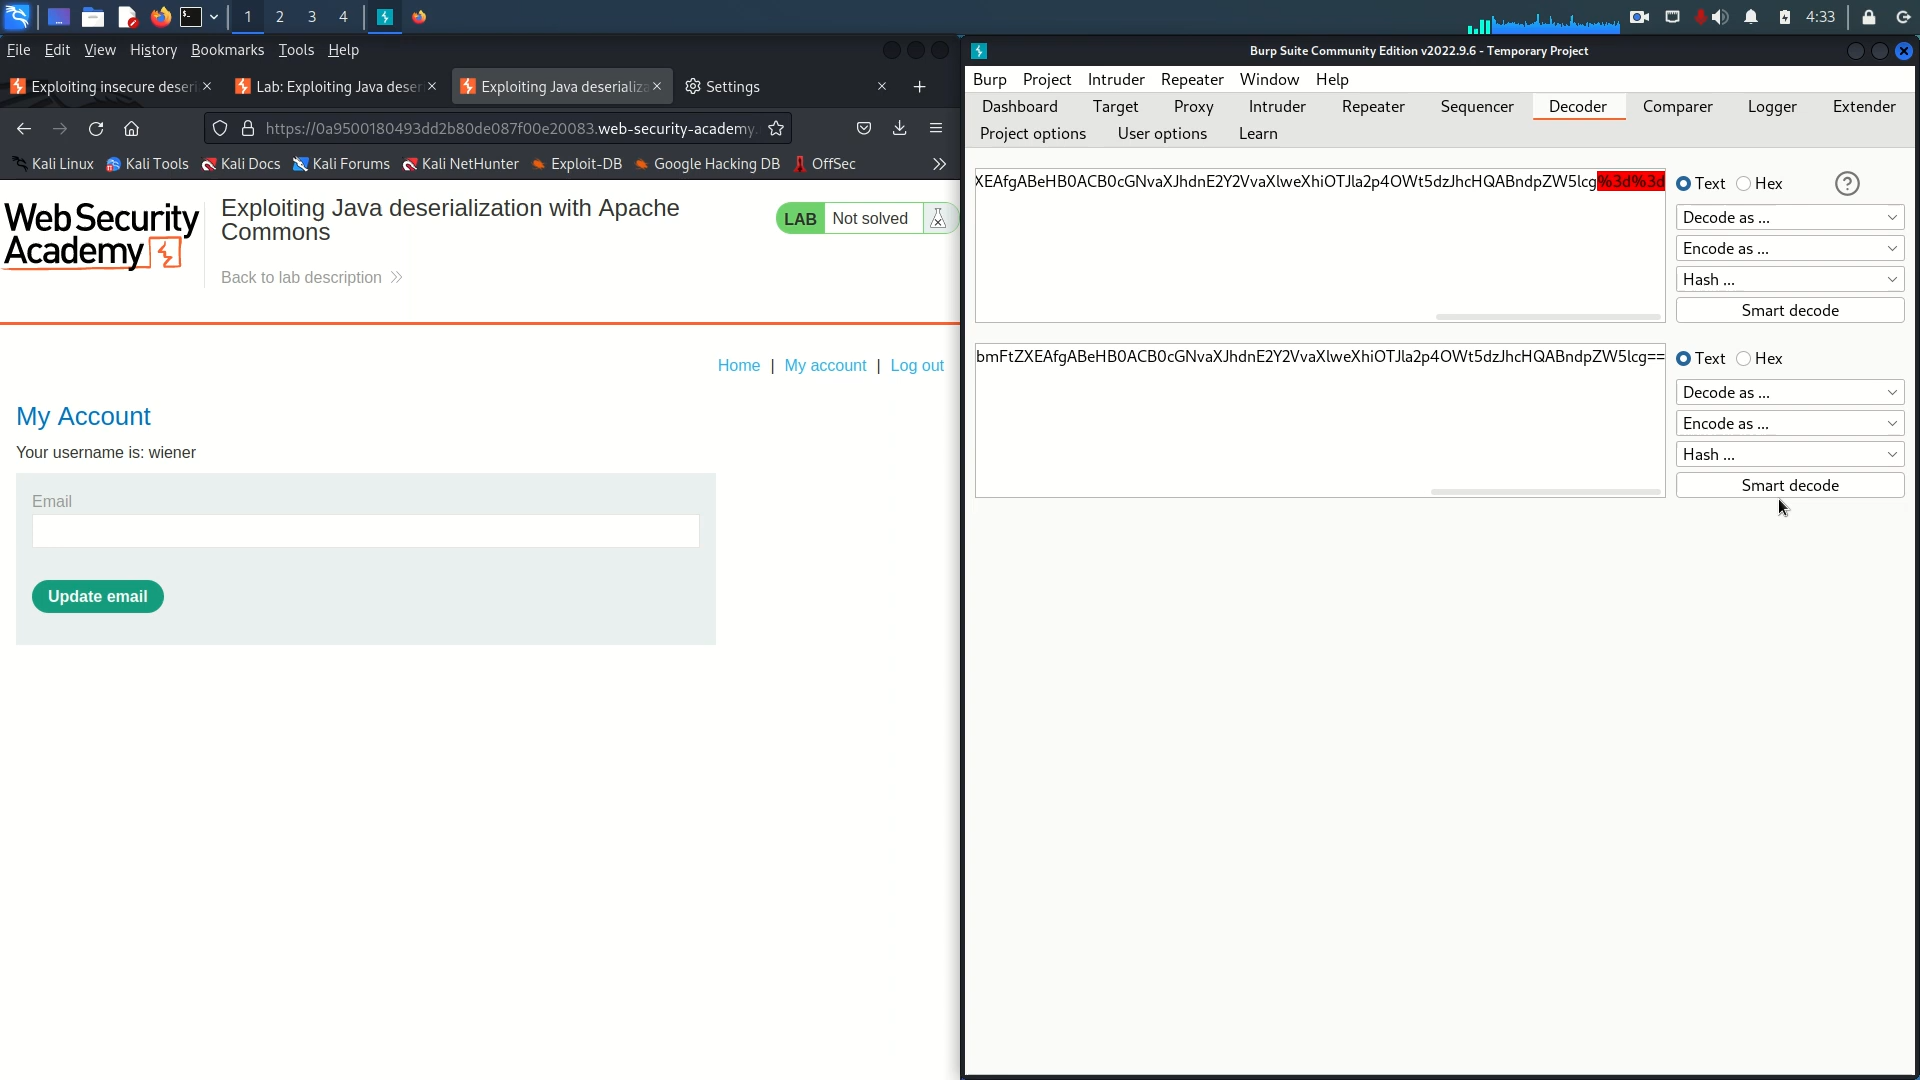 1 2 3 4
4:33
File Edit View History Bookmarks Tools Help
Exploiting insecure deseri
Lab: Exploiting Java deser
Exploiting Java deserializa
Settings
https://0a9500180493dd2b80de087f00e20083.web-security-academy.
Kali Linux Kali Tools Kali Docs Kali Forums Kali NetHunter Exploit-DB Google Hacking DB OffSec
WebSecurity
Academy
Exploiting Java deserialization with Apache
Commons
Back to lab description
LAB Not solved
Home | My account | Log out
My Account
Your username is: wiener
Email
Update email
Burp Suite Community Edition v2022.9.6 - Temporary Project
Burp Project Intruder Repeater Window Help
Dashboard Target Proxy Intruder Repeater Sequencer Decoder Comparer Logger Extender
Project options User options Learn
XEAfgABeHB0ACB0cGNvaXJhdnE2Y2VvaXlweXhiOTJla2p4OWt5dzJhcHQABndpZW5lcg%3d%3d
Text Hex ?
Decode as ...
Encode as ...
Hash ...
Smart decode
bmFtZXEAfgABeHB0ACB0cGNvaXJhdnE2Y2VvaXlweXhiOTJla2p4OWt5dzJhcHQABndpZW5lcg==
Text Hex
Decode as ...
Encode as ...
Hash ...
Smart decode